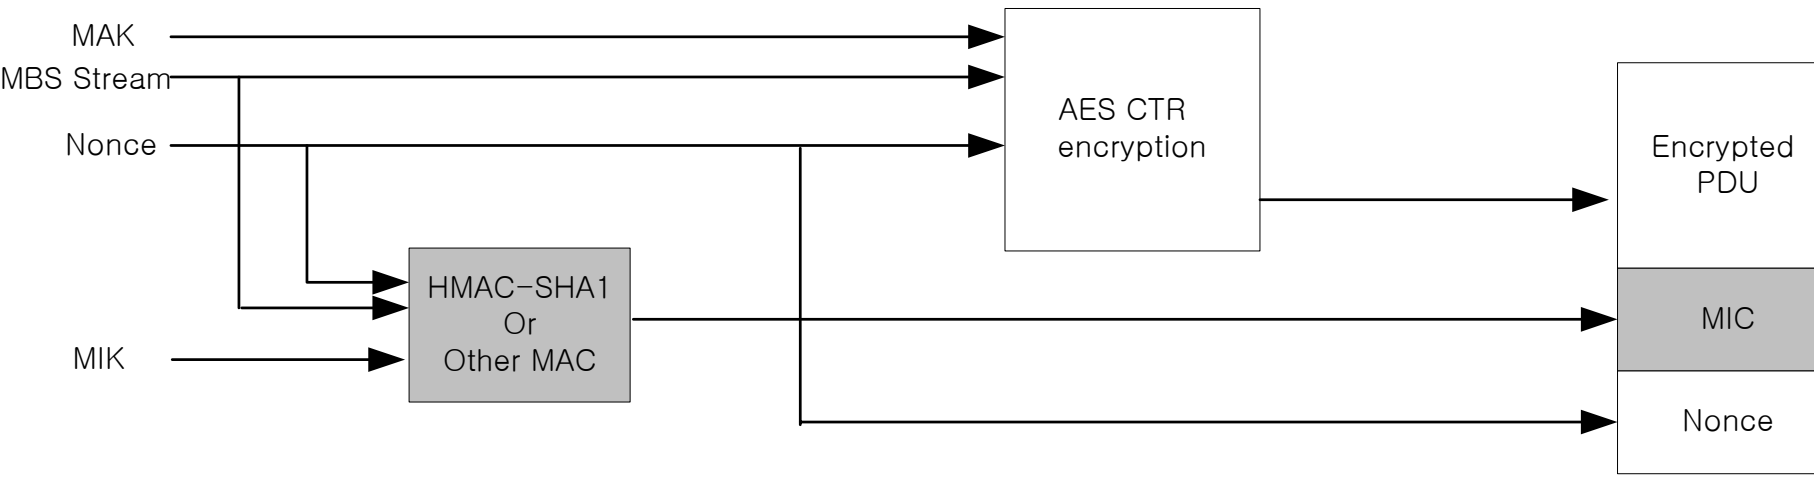 MAK
MBS Stream
Nonce
MIK
HMAC-SHA1
Or
Other MAC
AES CTR
encryption
Encrypted
PDU
MIC
Nonce